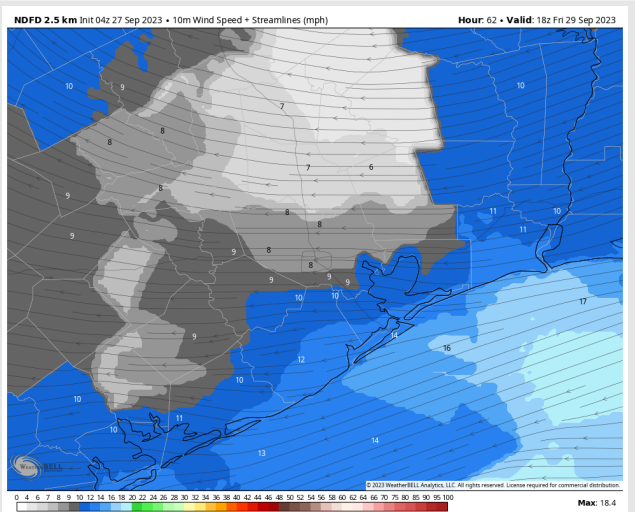 NDFD 2.5 km Init 04z 27 Sep 2023 • 10m Wind Speed + Streamlines (mph) Hour: 62 • Valid: 18z Fri 29 Sep 2023
10 9 10
7
8
8
7 6
8
9
8 11 10
8 11
9 9
8
8
9 9 9
10 10
17
9 14
16
12
10
10
11
10
14
13
WeatherBELL
© 2023 WeatherBELL Analytics, LLC. All rights reserved. License required for commercial distribution.
0 4 6 7 8 9 10 12 14 16 18 20 22 24 26 28 30 32 34 36 38 40 42 44 46 48 50 52 54 56 58 60 65 70 75 80 85 90 95 100
Max: 18.4